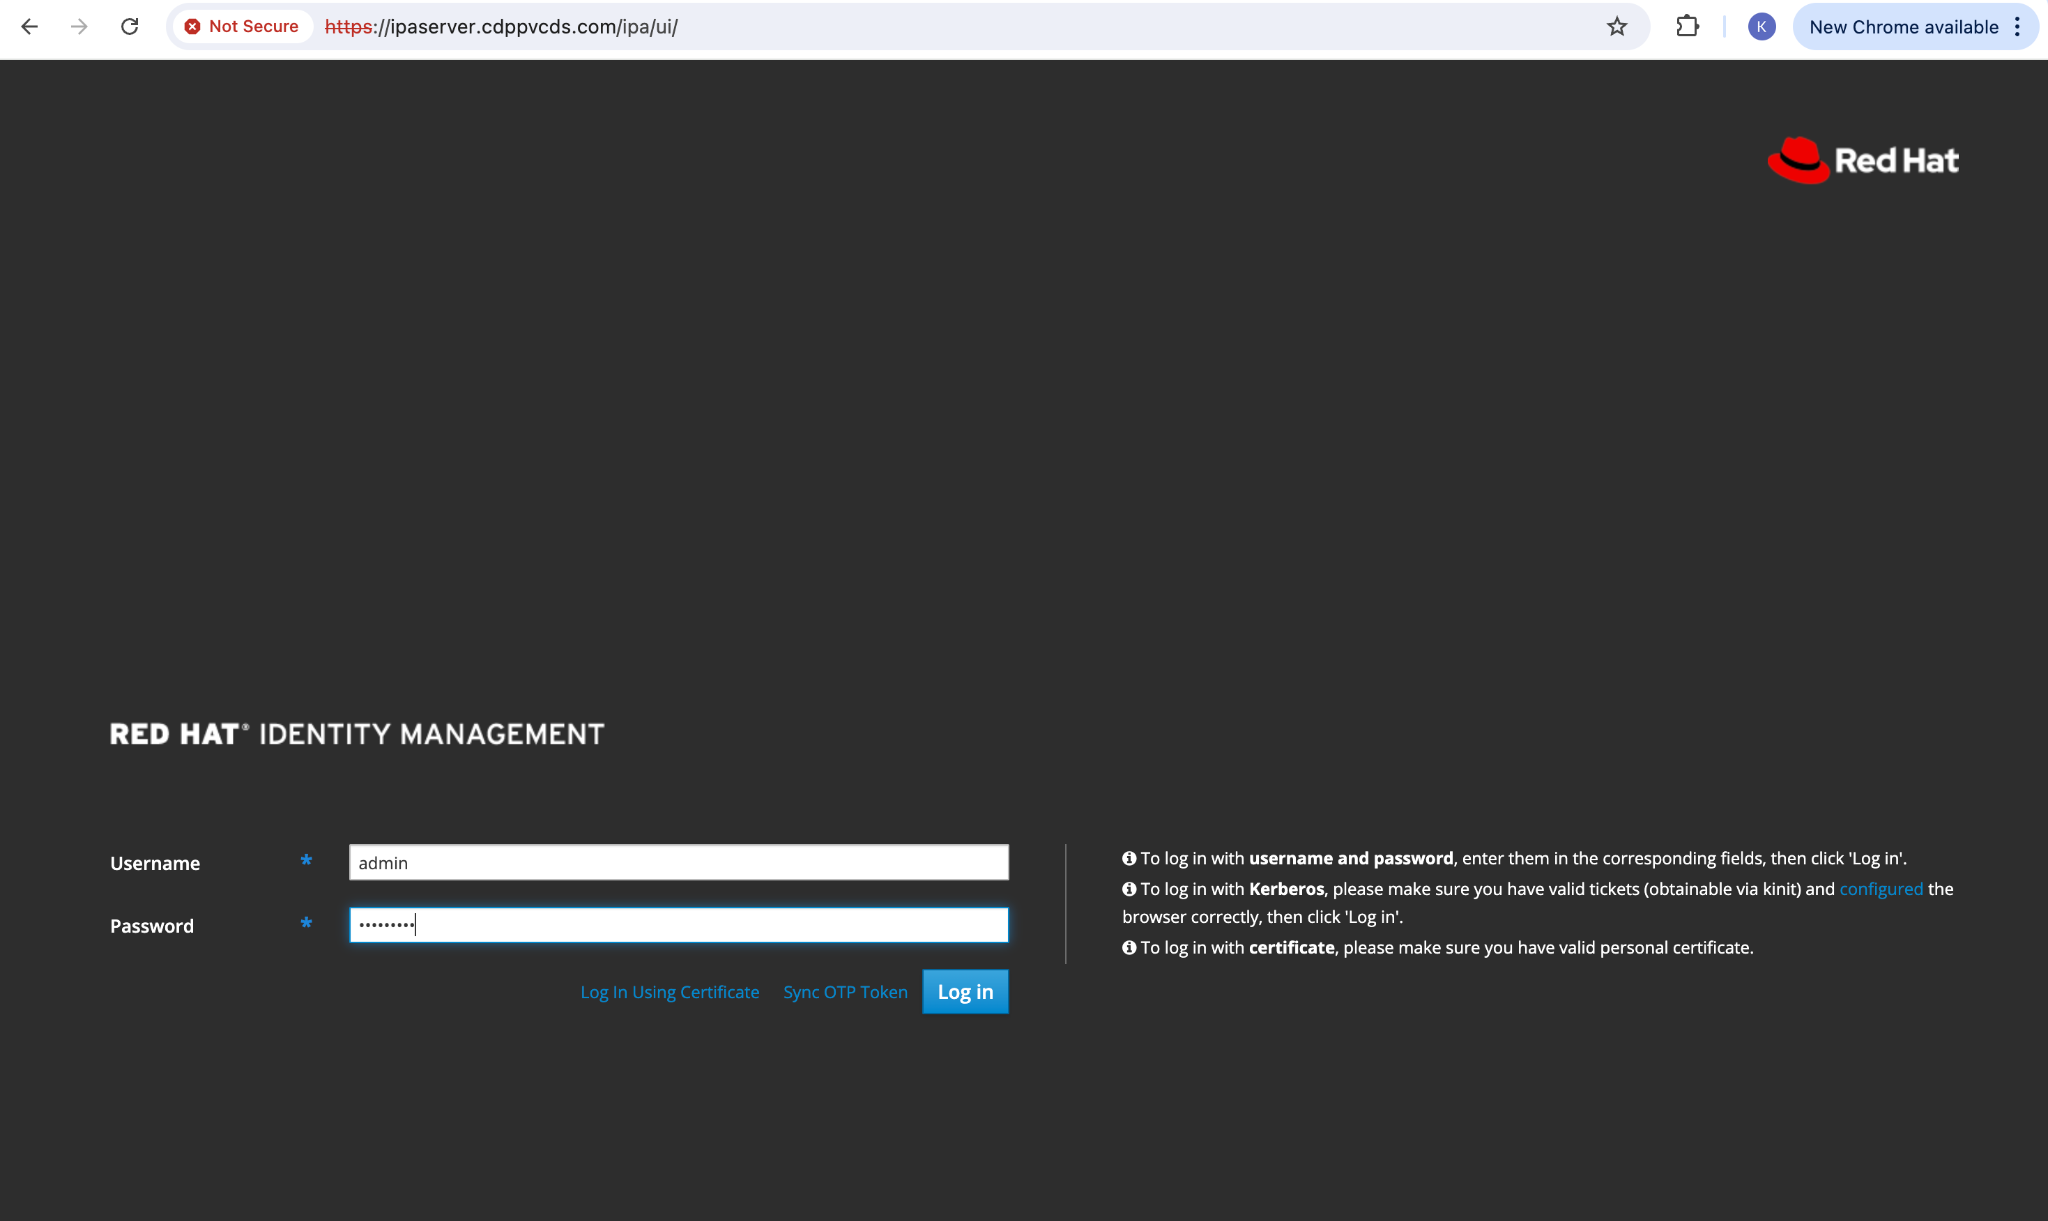 Not Secure https://ipaserver.cdppvcds.com/ipa/ui/ K New Chrome available
Red Hat
RED HAT® IDENTITY MANAGEMENT
Username * admin
Password * •••••••••
Log In Using Certificate Sync OTP Token Log in
To log in with username and password, enter them in the corresponding fields, then click 'Log in'.
To log in with Kerberos, please make sure you have valid tickets (obtainable via kinit) and configured the
browser correctly, then click 'Log in'.
To log in with certificate, please make sure you have valid personal certificate.